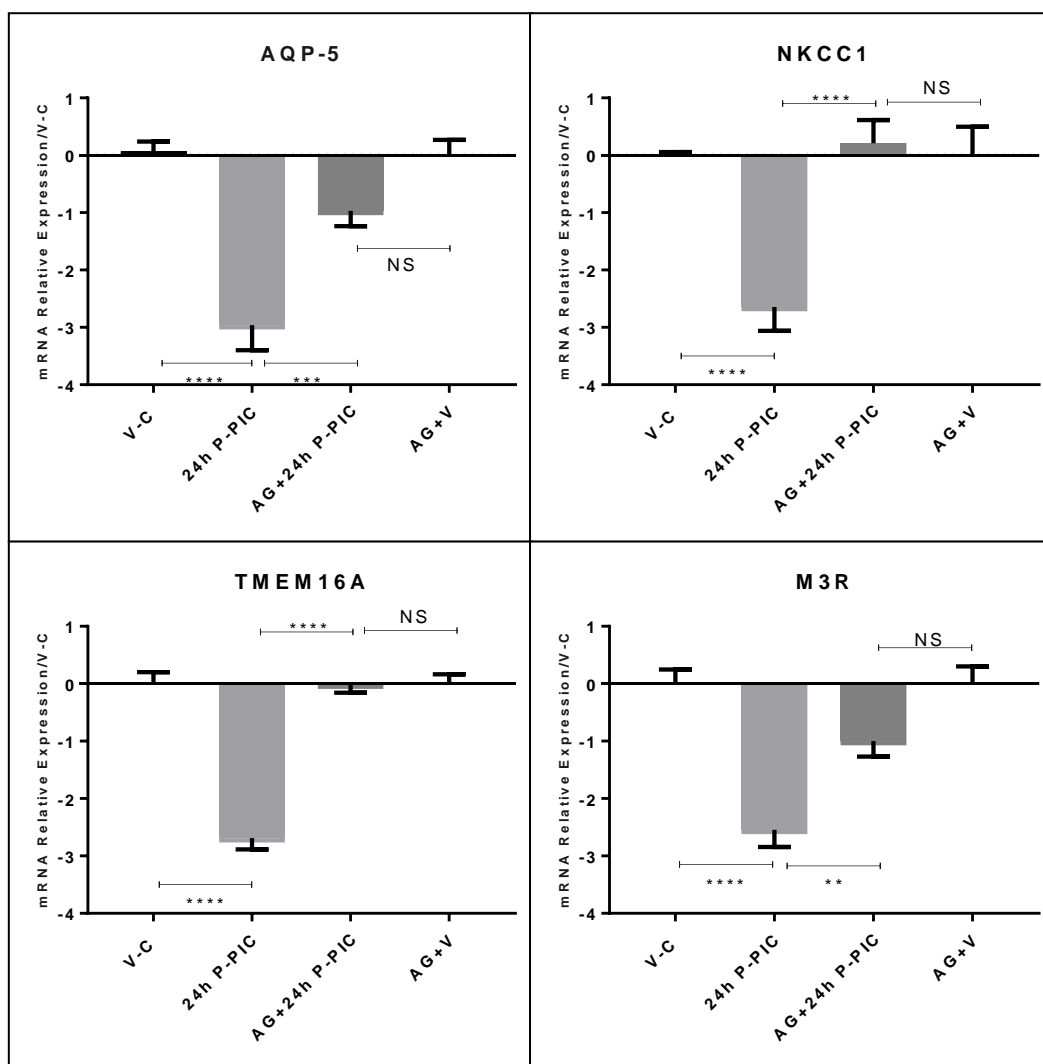 AQP-5
mRNA Relative Expression/V-C
1
0
-1
-2
-3
-4
NS
**** ***
V-C
24h P-PIC
AG+24h P-PIC
AG+V
NKCC1
mRNA Relative Expression/V-C
1
0
-1
-2
-3
-4
**** NS
****
V-C
24h P-PIC
AG+24h P-PIC
AG+V
TMEM16A
mRNA Relative Expression/V-C
1
0
-1
-2
-3
-4
**** NS
****
V-C
24h P-PIC
AG+24h P-PIC
AG+V
M3R
mRNA Relative Expression/V-C
1
0
-1
-2
-3
-4
NS
**** **
V-C
24h P-PIC
AG+24h P-PIC
AG+V